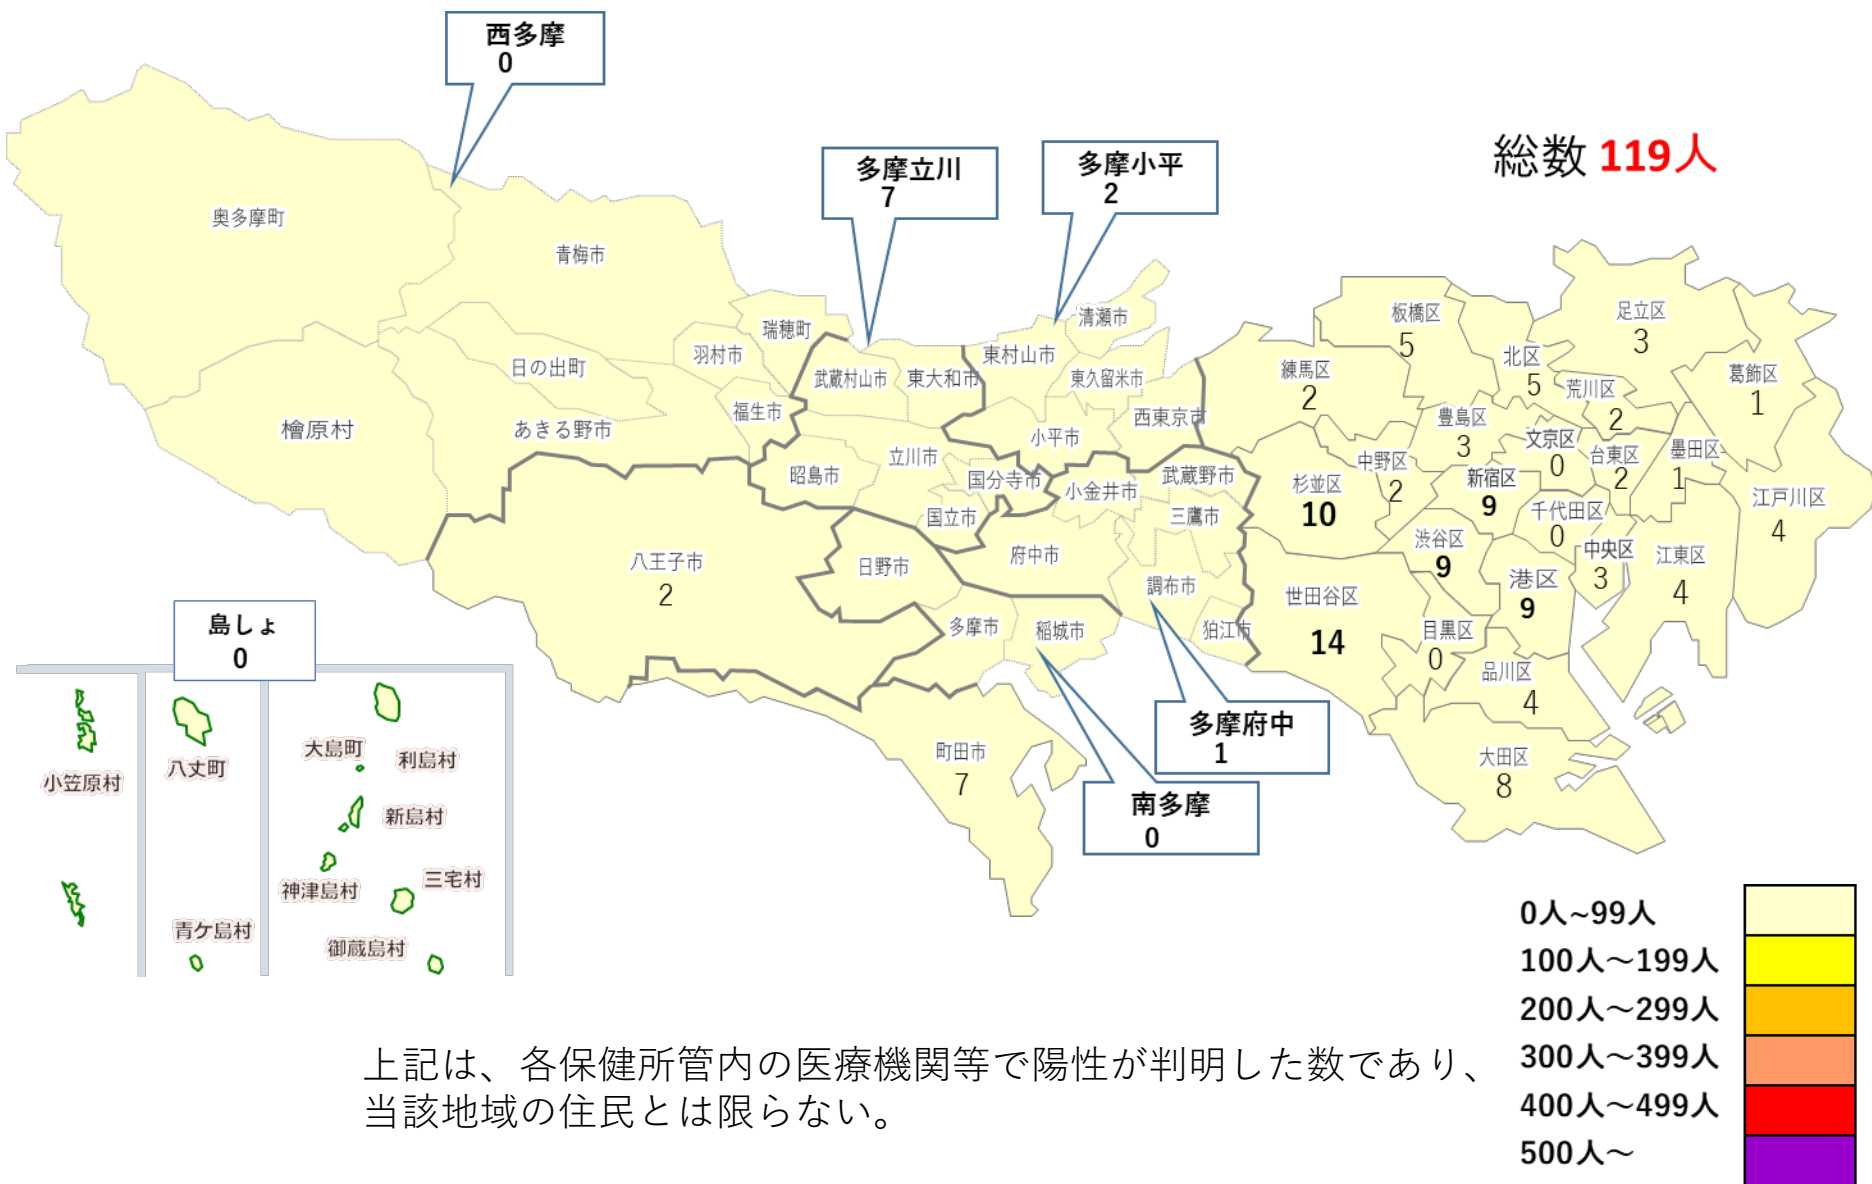 西多摩
0
多摩立川
7
多摩小平
2
総数 119人
奥多摩町
青梅市
瑞穂町
羽村市
日の出町
福生市
あきる野市
檜原村
武蔵村山市
東大和市
東村山市
清瀬市
東久留米市
西東京市
小平市
昭島市
立川市
国分寺市
国立市
小金井市
武蔵野市
三鷹市
府中市
調布市
狛江市
八王子市
2
日野市
多摩市
稲城市
町田市
7
多摩府中
1
南多摩
0
板橋区
5
足立区
3
北区
5
練馬区
2
荒川区
2
葛飾区
1
豊島区
3
文京区
0
台東区
2
墨田区
1
中野区
2
杉並区
10
新宿区
9
千代田区
0
江戸川区
4
渋谷区
9
中央区
3
港区
9
江東区
4
世田谷区
14
目黒区
0
品川区
4
大田区
8
島しょ
0
小笠原村
八丈町
青ケ島村
大島町
利島村
新島村
神津島村
三宅村
御蔵島村
0人~99人
100人～199人
200人～299人
300人～399人
400人～499人
500人～
上記は、各保健所管内の医療機関等で陽性が判明した数であり、
当該地域の住民とは限らない。